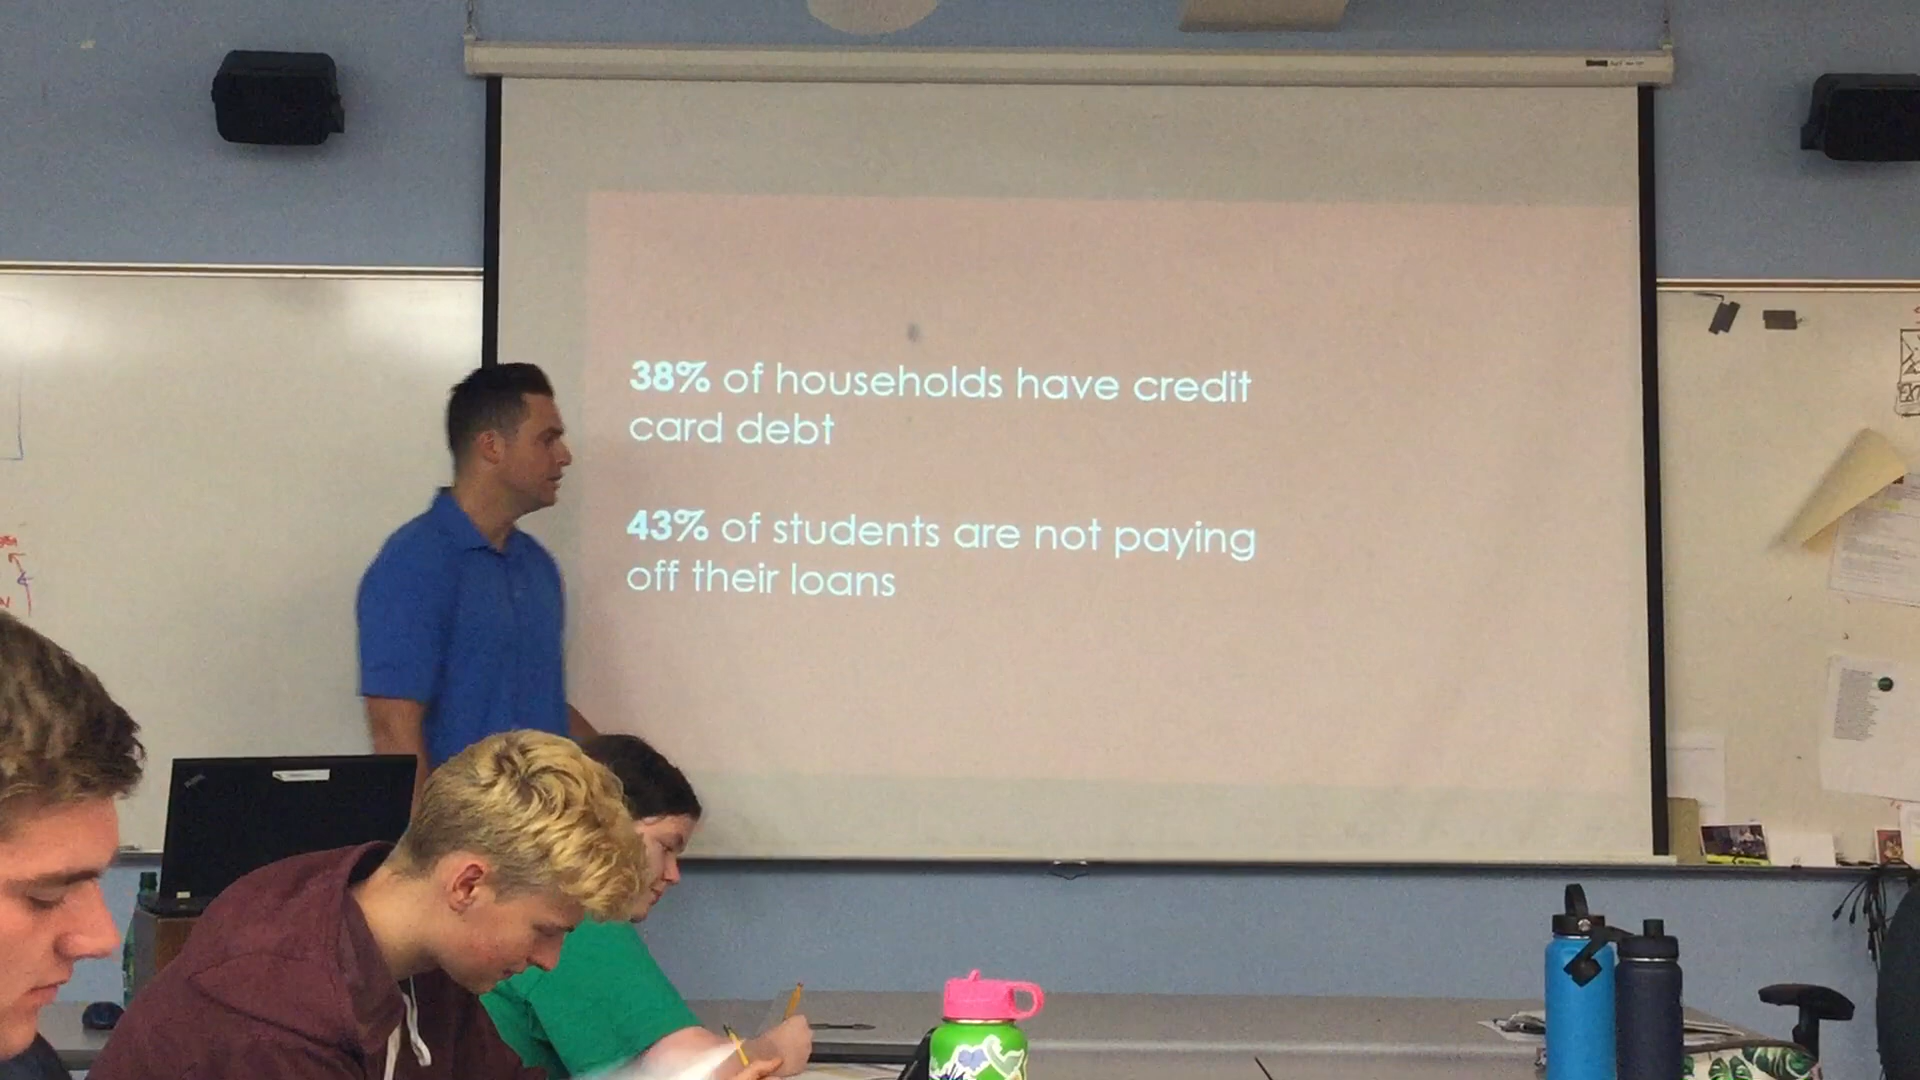 38% of households have credit
card debt
43% of students are not paying
off their loans